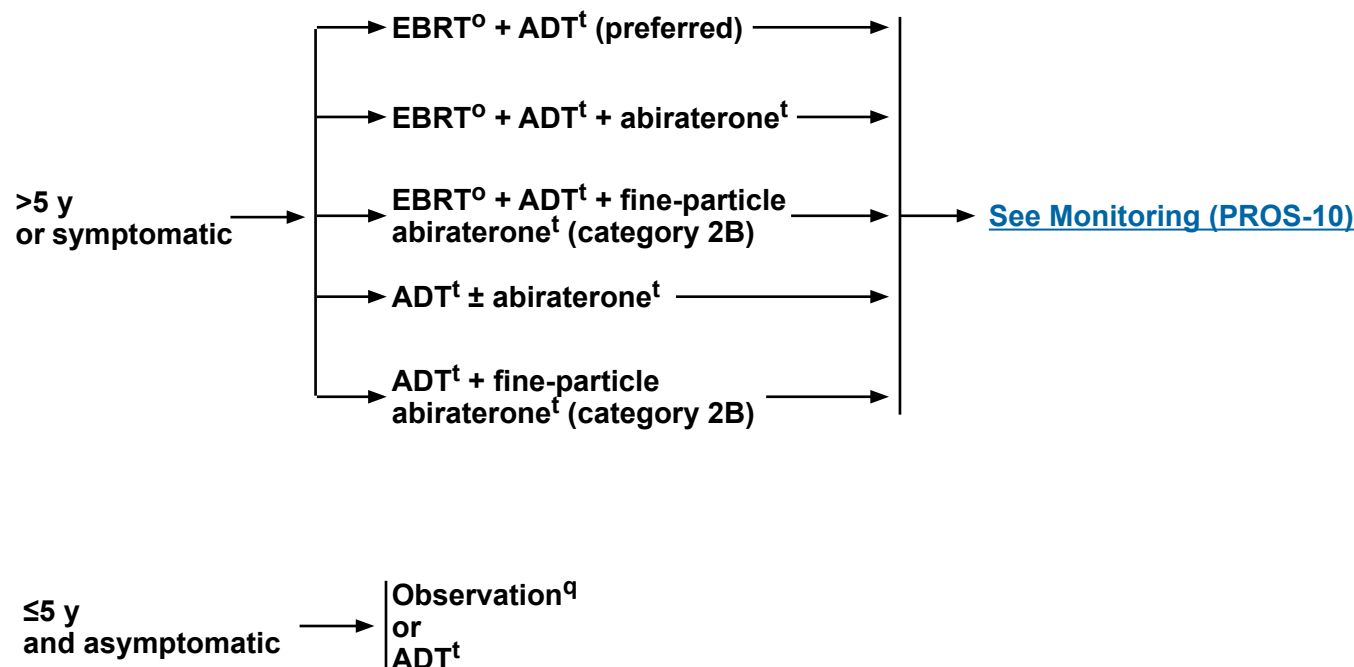 EBRTᵒ + ADTᵗ (preferred)
EBRTᵒ + ADTᵗ + abirateroneᵗ
>5 y
or symptomatic
EBRTᵒ + ADTᵗ + fine-particle
abirateroneᵗ (category 2B)
See Monitoring (PROS-10)
ADTᵗ ± abirateroneᵗ
ADTᵗ + fine-particle
abirateroneᵗ (category 2B)
≤5 y
and asymptomatic
Observation𐞥
or
ADTᵗ